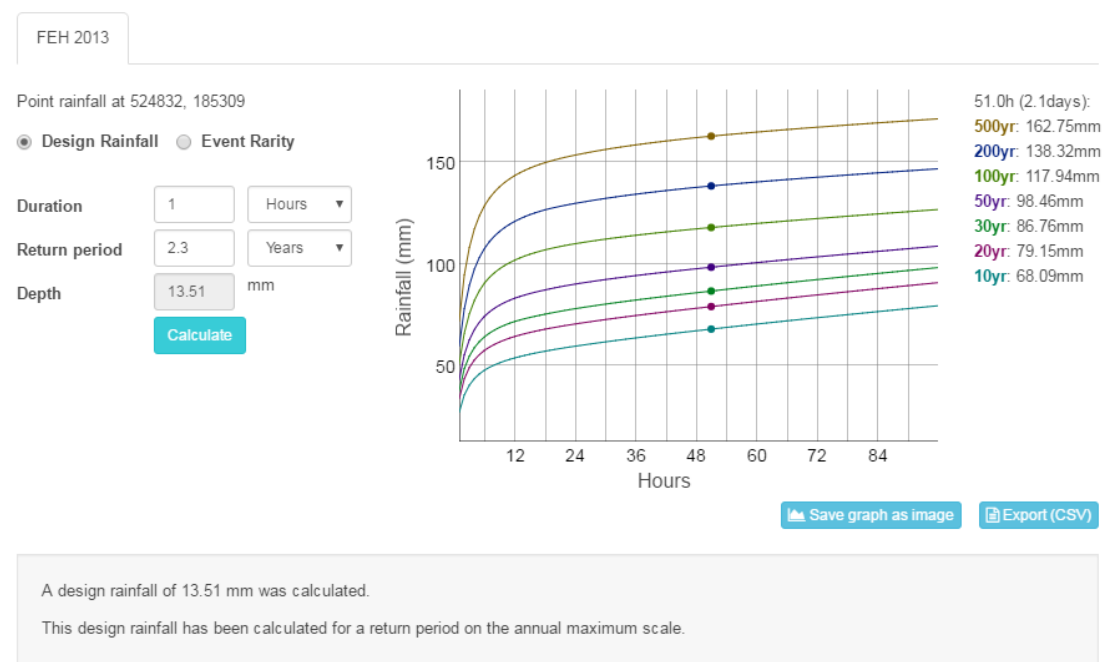 FEH 2013
Point rainfall at 524832, 185309
Design Rainfall Event Rarity
Duration 1 Hours
Return period 2.3 Years
Depth 13.51 mm
Calculate
Rainfall (mm)
150
100
50
12 24 36 48 60 72 84
Hours
51.0h (2.1days):
500yr: 162.75mm
200yr: 138.32mm
100yr: 117.94mm
50yr: 98.46mm
30yr: 86.76mm
20yr: 79.15mm
10yr: 68.09mm
Save graph as image Export (CSV)
A design rainfall of 13.51 mm was calculated.
This design rainfall has been calculated for a return period on the annual maximum scale.